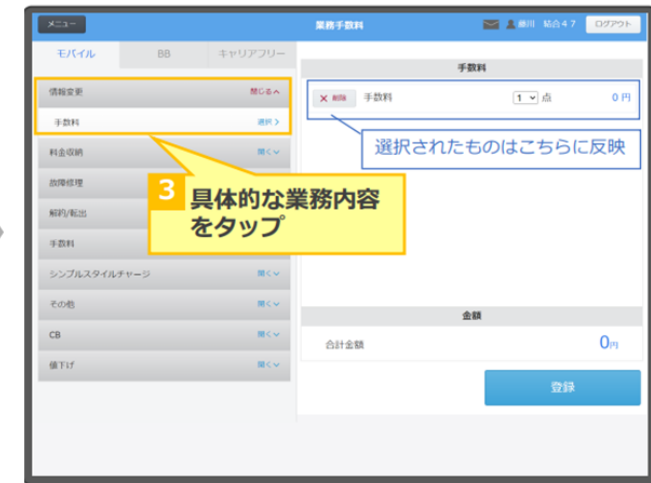 メニュー
業務手数料
藤川 結合47
ログアウト
モバイル
BB
キャリアフリー
情報変更
閉じる
手数料
選択
料金収納
開く
故障修理
解約/転出
手数料
シンプルスタイルチャージ
開く
その他
開く
CB
開く
値下げ
開く
3
具体的な業務内容
をタップ
手数料
× 削除 手数料 1 点 0 円
選択されたものはこちらに反映
金額
合計金額 0円
登録